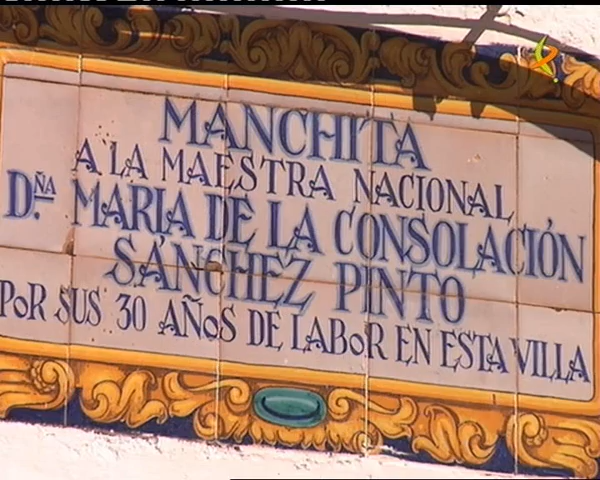 MANCHITA
A LA MAESTRA NACIONAL
D.ÑA MARIA DE LA CONSOLACIÓN
SÁNCHEZ PINTO
POR SUS 30 AÑOS DE LABOR EN ESTA VILLA